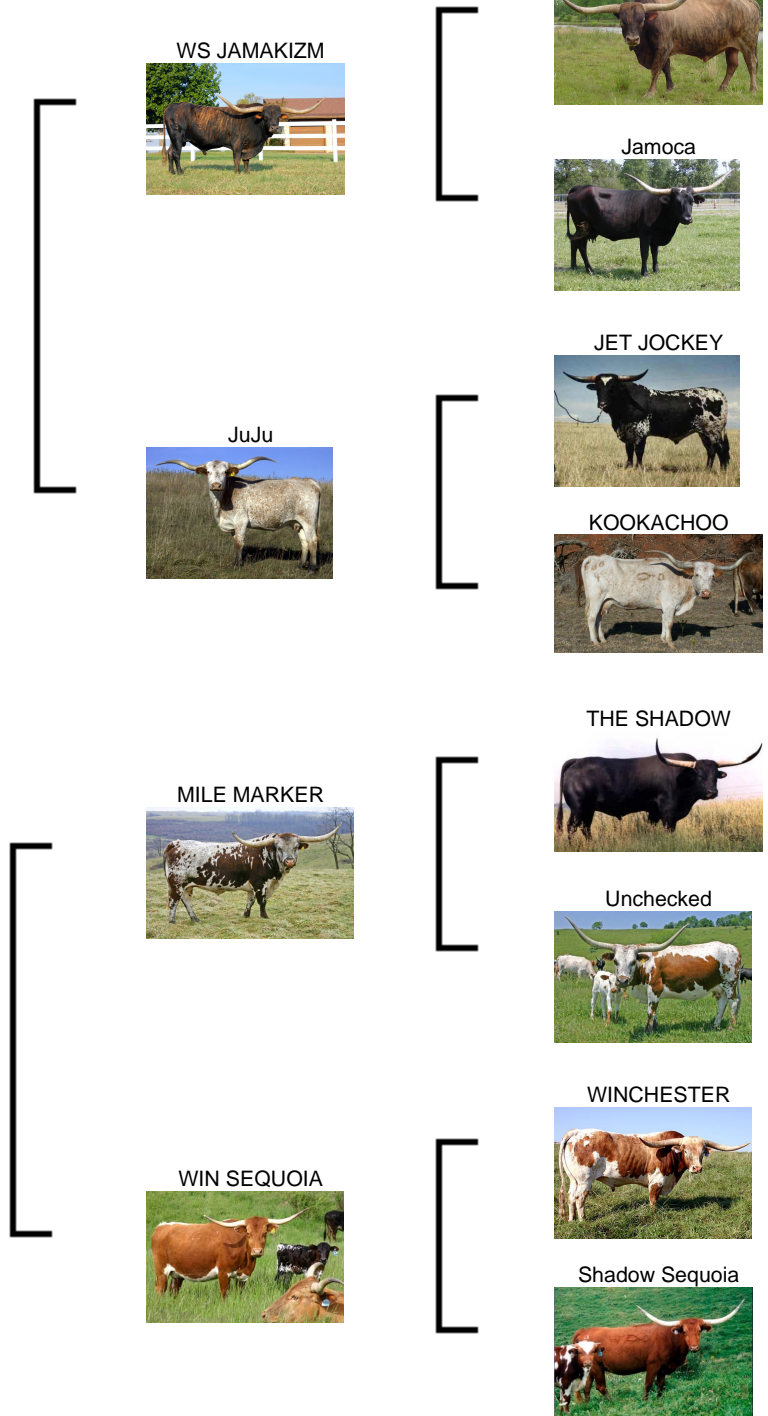 WS JAMAKIZM
Jamoca
JET JOCKEY
JuJu
KOOKACHOO
THE SHADOW
MILE MARKER
Unchecked
WINCHESTER
WIN SEQUOIA
Shadow Sequoia